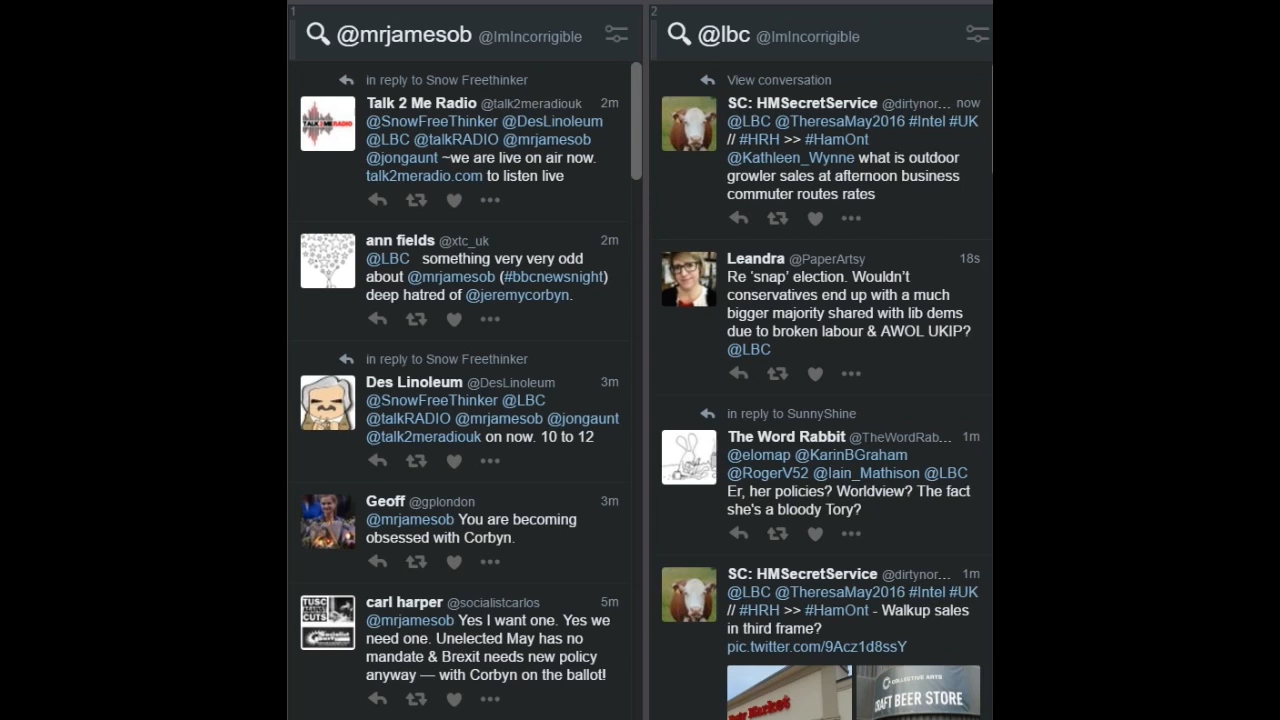 1
@mrjamesob @ImIncorrigible
in reply to Snow Freethinker
Talk 2 Me Radio @talk2meradiouk 2m
@SnowFreeThinker @DesLinoleum
@LBC @talkRADIO @mrjamesob
@jongaunt ~we are live on air now.
talk2meradio.com to listen live
ann fields @xtc_uk 2m
@LBC something very very odd
about @mrjamesob (#bbcnewsnight)
deep hatred of @jeremycorbyn.
in reply to Snow Freethinker
Des Linoleum @DesLinoleum 3m
@SnowFreeThinker @LBC
@talkRADIO @mrjamesob @jongaunt
@talk2meradiouk on now. 10 to 12
Geoff @gplondon 3m
@mrjamesob You are becoming
obsessed with Corbyn.
carl harper @socialistcarlos 5m
TUSC
AGAINST
CUTS
Socialist
@mrjamesob Yes I want one. Yes we
need one. Unelected May has no
mandate & Brexit needs new policy
anyway — with Corbyn on the ballot!
2
@lbc @ImIncorrigible
View conversation
SC: HMSecretService @dirtynor... now
@LBC @TheresaMay2016 #Intel #UK
// #HRH >> #HamOnt
@Kathleen_Wynne what is outdoor
growler sales at afternoon business
commuter routes rates
Leandra @PaperArtsy 18s
Re ‘snap’ election. Wouldn’t
conservatives end up with a much
bigger majority shared with lib dems
due to broken labour & AWOL UKIP?
@LBC
in reply to SunnyShine
The Word Rabbit @TheWordRab... 1m
@elomap @KarinBGraham
@RogerV52 @Iain_Mathison @LBC
Er, her policies? Worldview? The fact
she's a bloody Tory?
SC: HMSecretService @dirtynor... 1m
@LBC @TheresaMay2016 #Intel #UK
// #HRH >> #HamOnt - Walkup sales
in third frame?
pic.twitter.com/9Acz1d8ssY
Market
COLLECTIVE ARTS
CRAFT BEER STORE